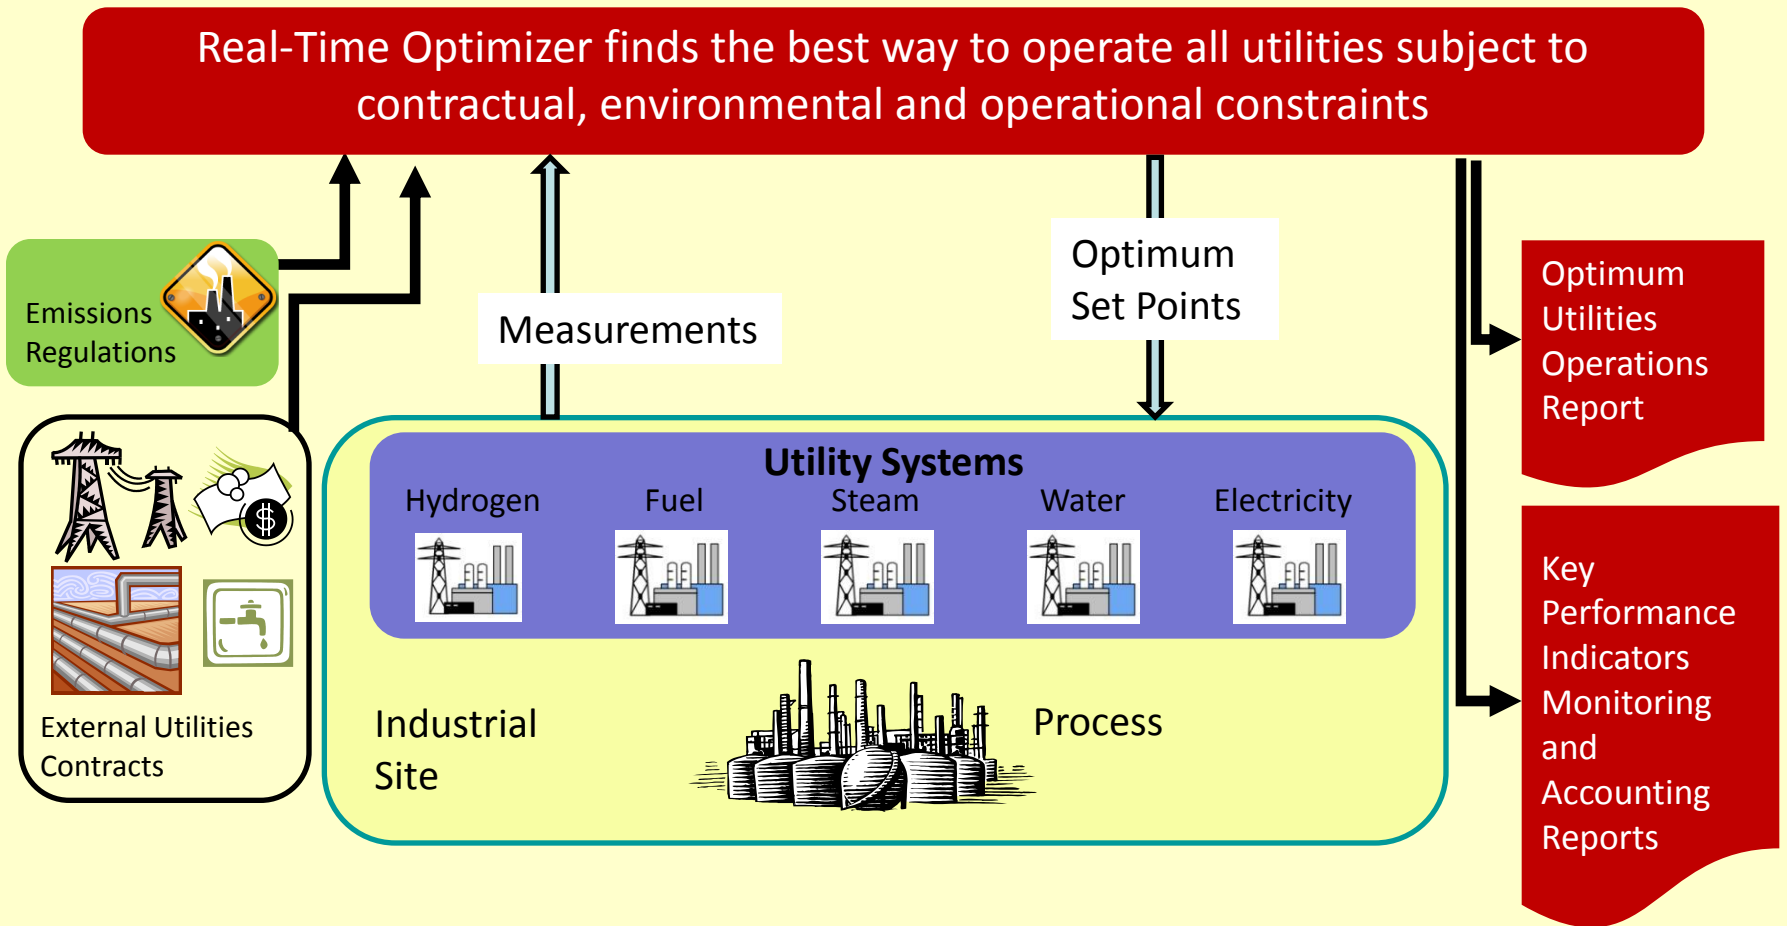 Real-Time Optimizer finds the best way to operate all utilities subject to
contractual, environmental and operational constraints
Emissions
Regulations
Measurements
Optimum
Set Points
Optimum
Utilities
Operations
Report
External Utilities
Contracts
$
Utility Systems
Hydrogen
Fuel
Steam
Water
Electricity
Industrial
Site
Process
Key
Performance
Indicators
Monitoring
and
Accounting
Reports